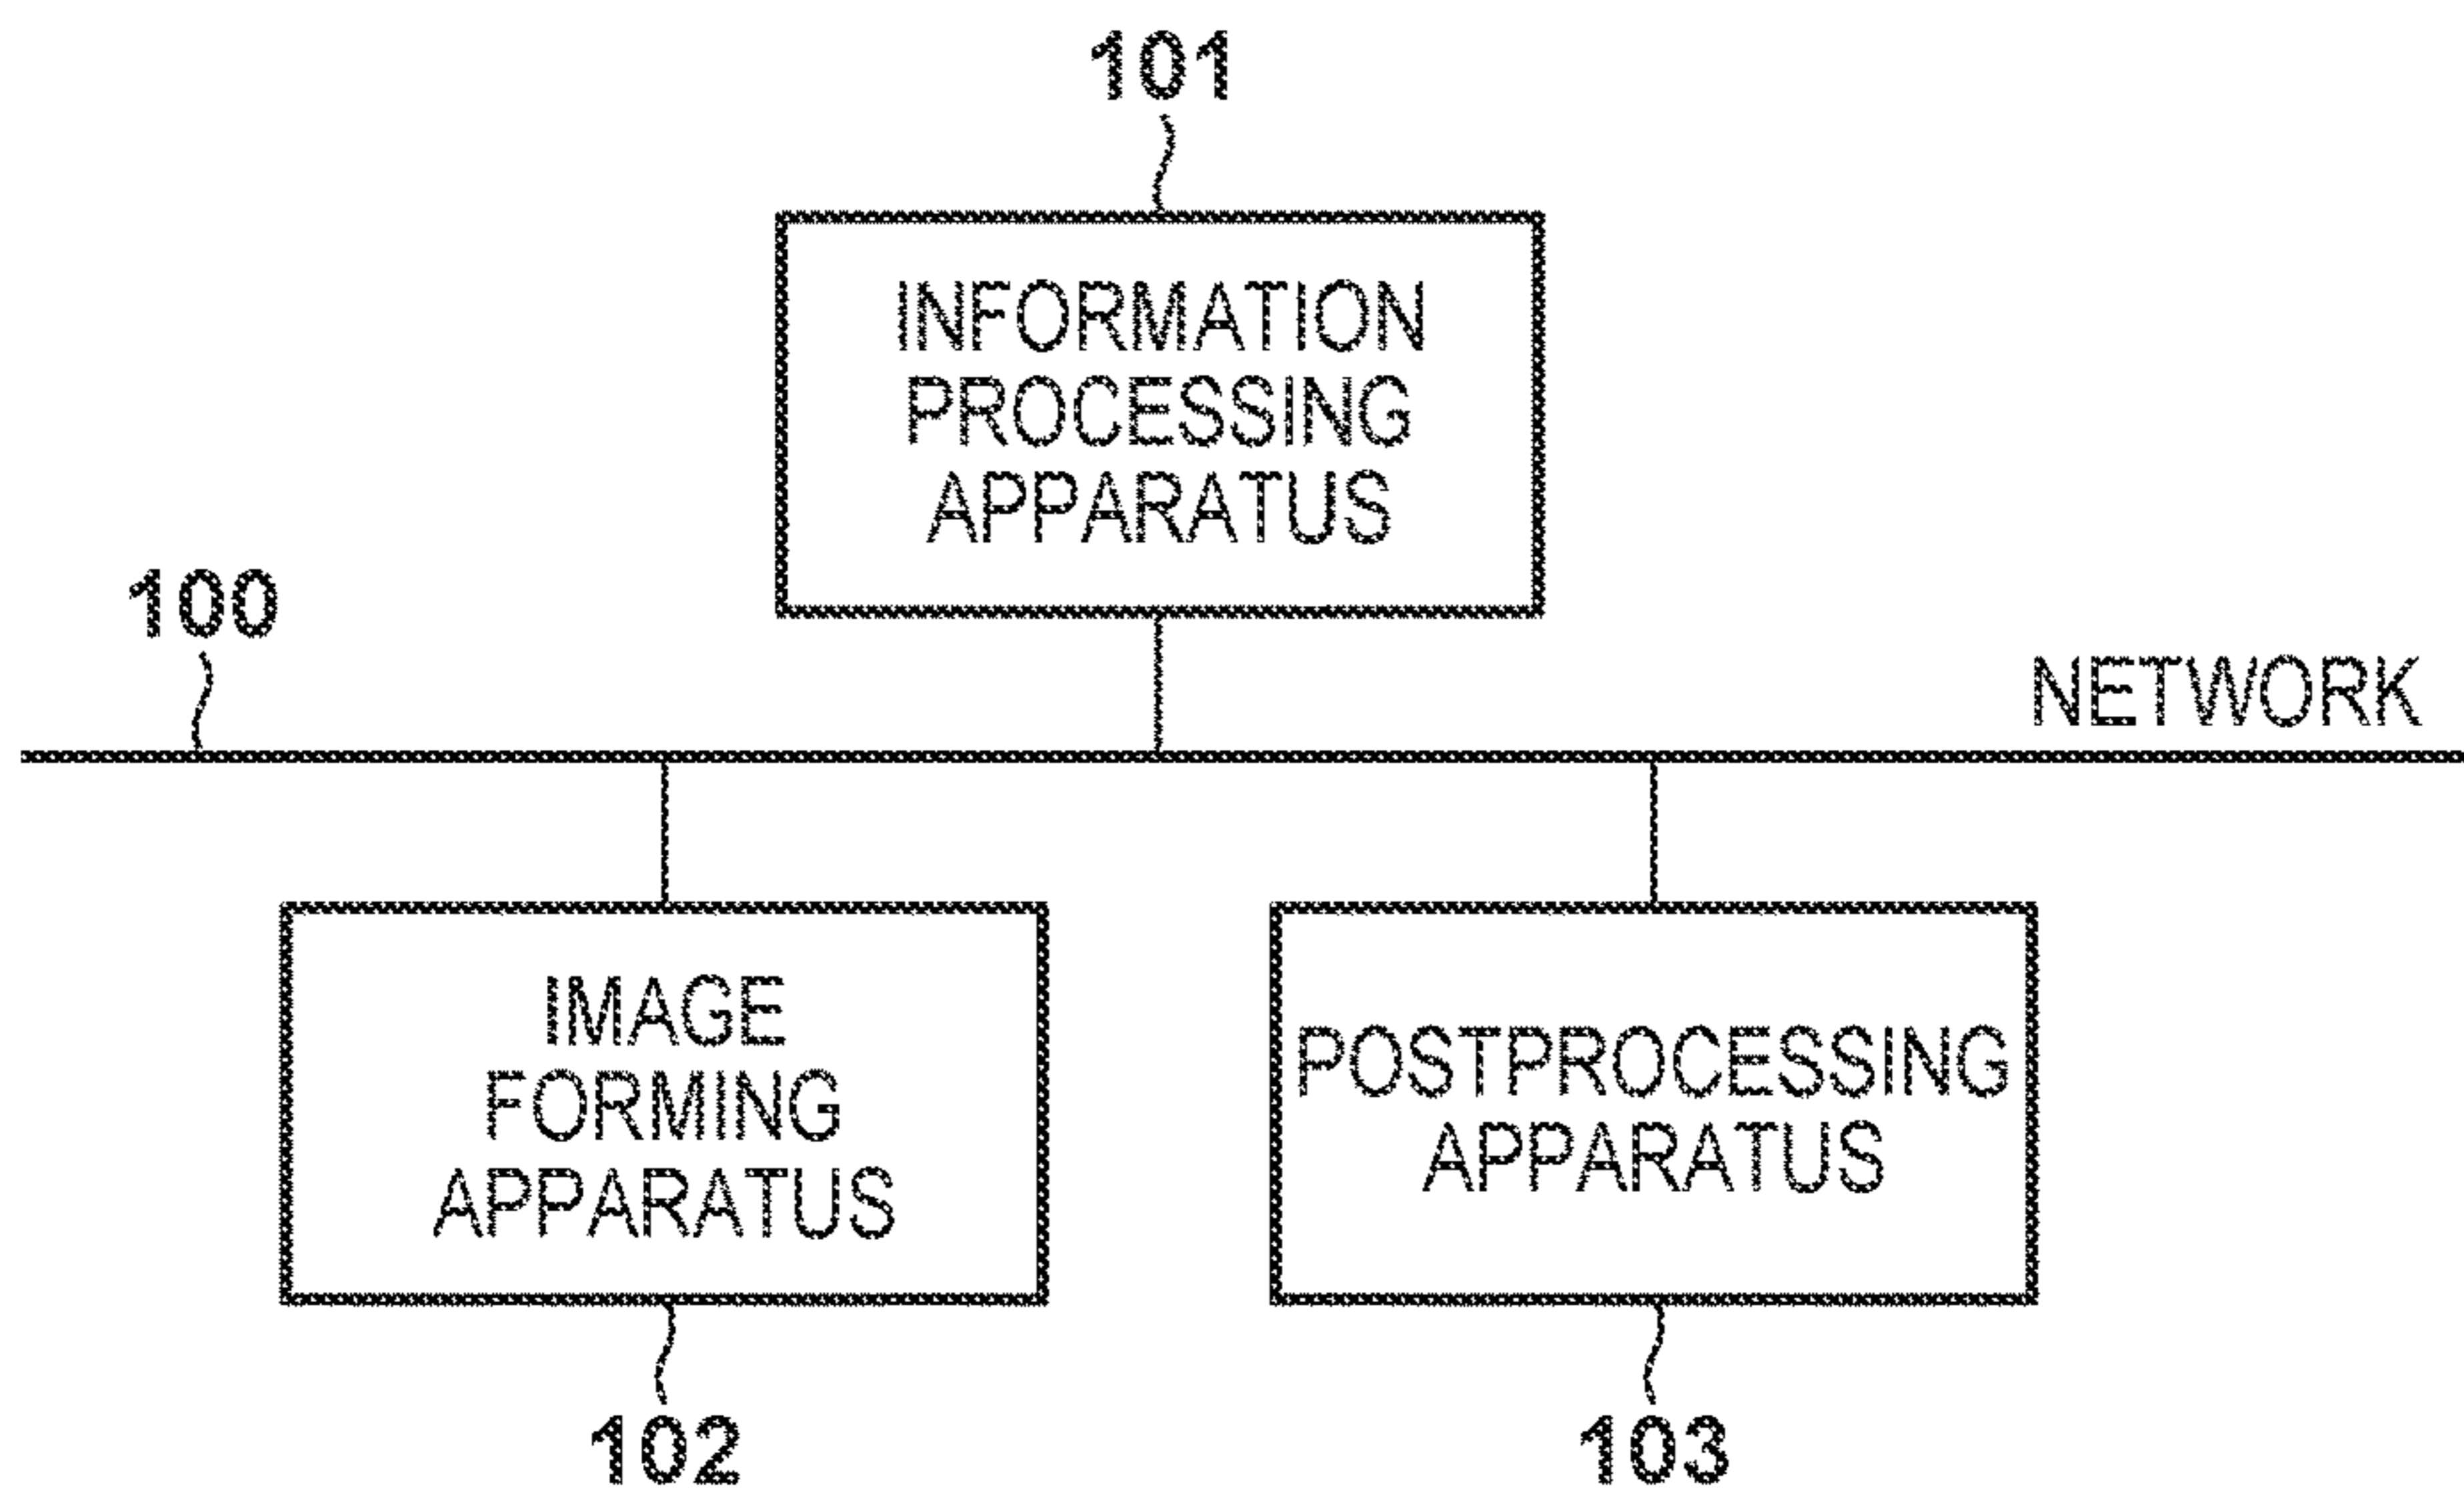 101
INFORMATION
PROCESSING
APPARATUS
100
NETWORK
IMAGE
FORMING
APPARATUS
POSTPROCESSING
APPARATUS
102
103